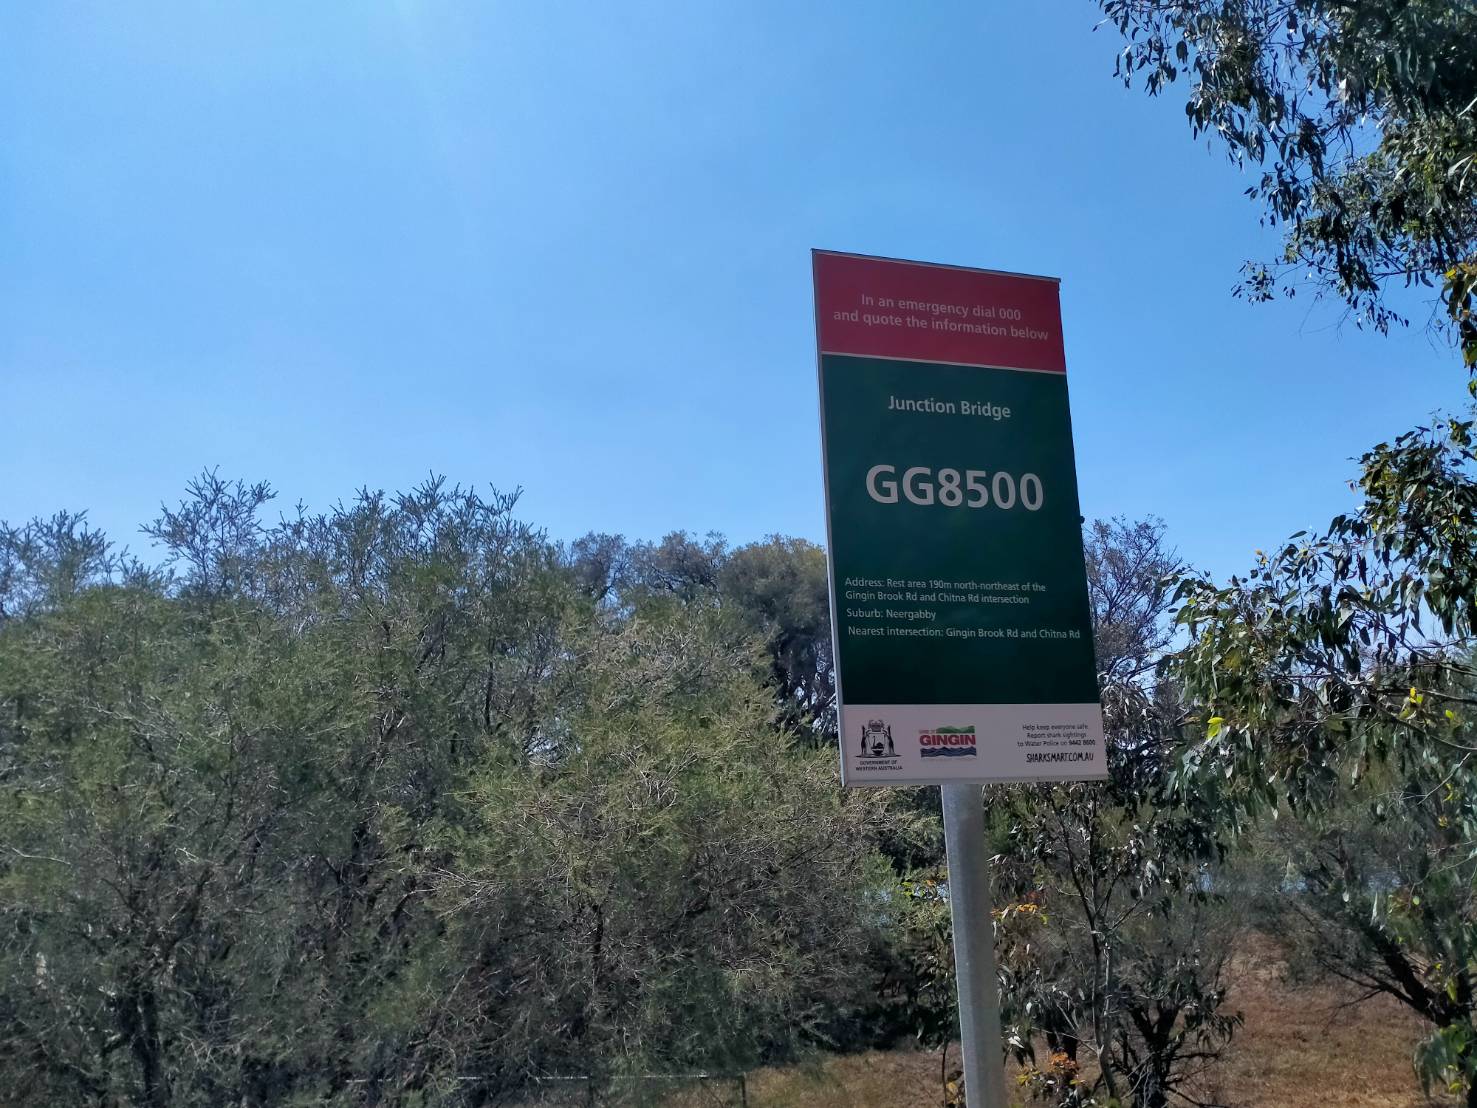 In an emergency dial 000
and quote the information below
Junction Bridge
GG8500
Address: Rest area 190m north-northeast of the
Gingin Brook Rd and Chitna Rd intersection
Suburb: Neergabby
Nearest intersection: Gingin Brook Rd and Chitna Rd
GOVERNMENT OF
WESTERN AUSTRALIA
SHIRE OF
GINGIN
Help keep everyone safe
Report shark sightings
to Water Police on 9442 8600
SHARKSMART.COM.AU